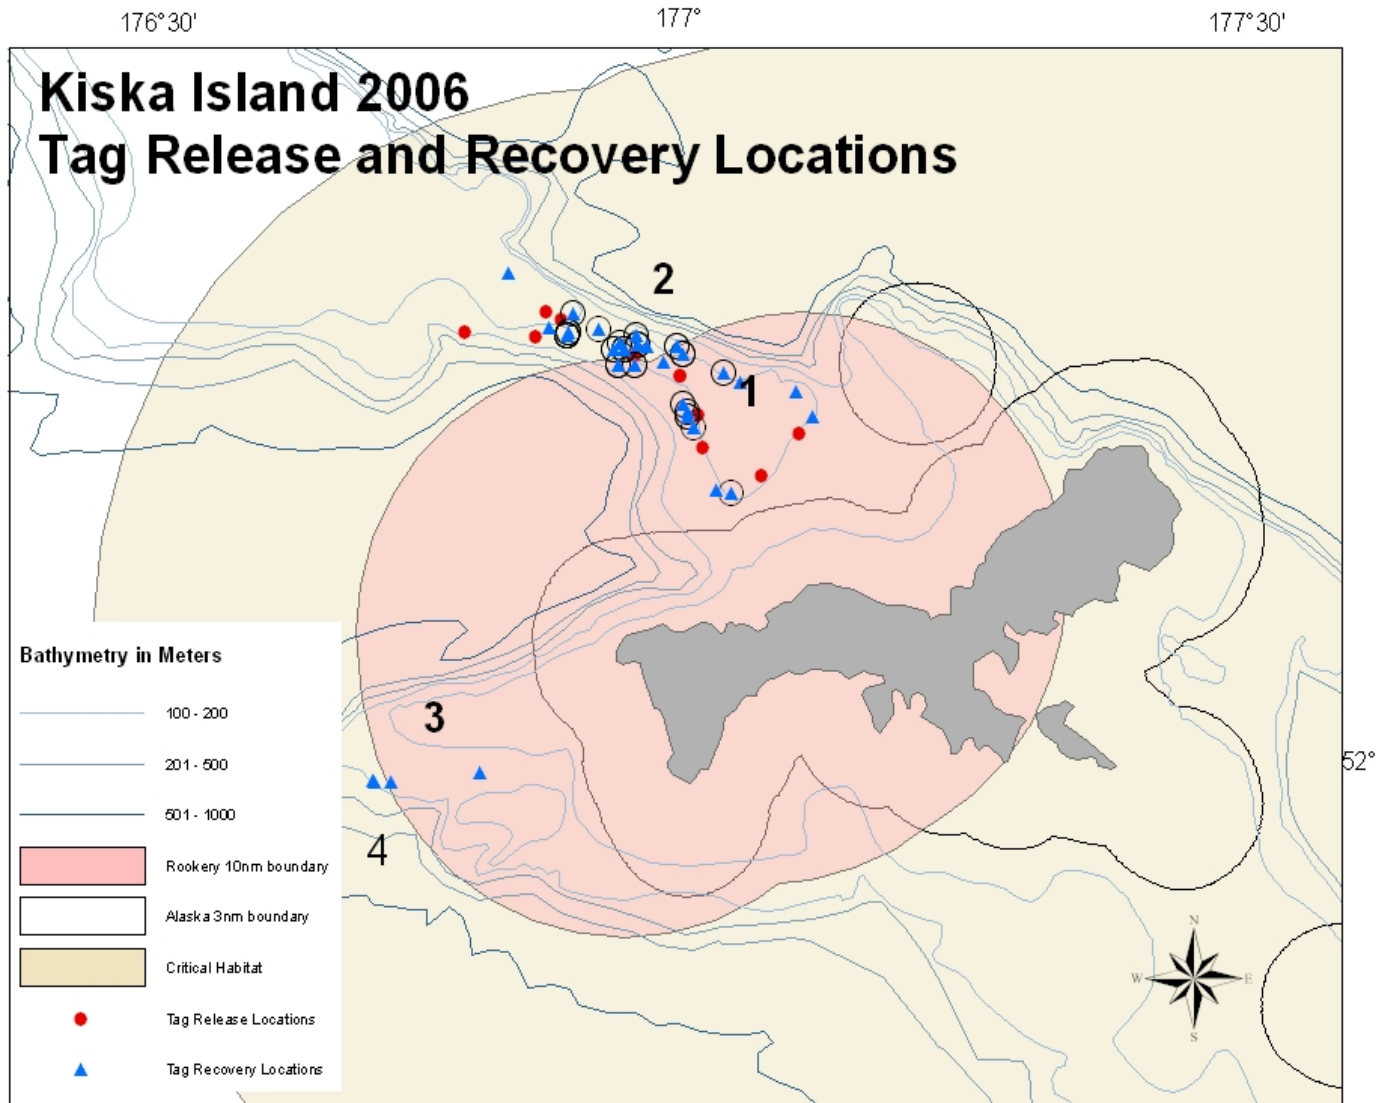 176°30'
177°
177°30'
Kiska Island 2006
Tag Release and Recovery Locations
2
1
3
4
52°
Bathymetry in Meters
100 - 200
201 - 500
501 - 1000
Rookery 10nm boundary
Alaska 3nm boundary
Critical Habitat
Tag Release Locations
Tag Recovery Locations
N
W
E
S